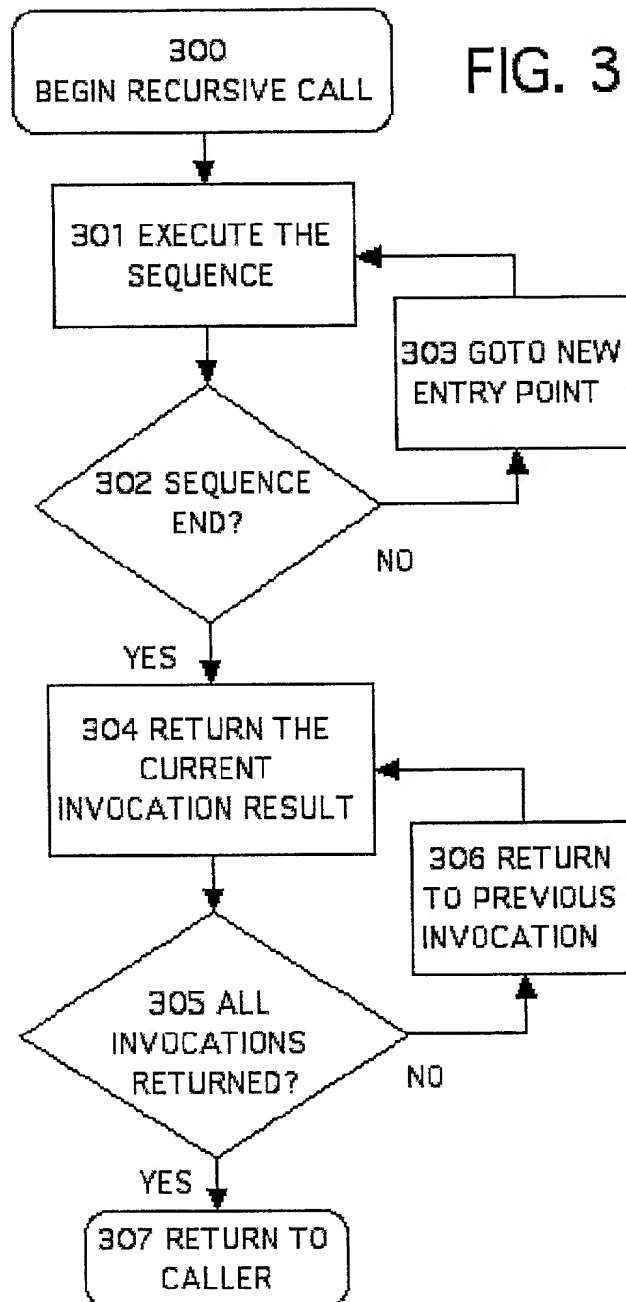 300
BEGIN RECURSIVE CALL
FIG. 3
301 EXECUTE THE
SEQUENCE
303 GOTO NEW
ENTRY POINT
302 SEQUENCE
END?
NO
YES
304 RETURN THE
CURRENT
INVOCATION RESULT
306 RETURN
TO PREVIOUS
INVOCATION
305 ALL
INVOCATIONS
RETURNED?
NO
YES
307 RETURN TO
CALLER